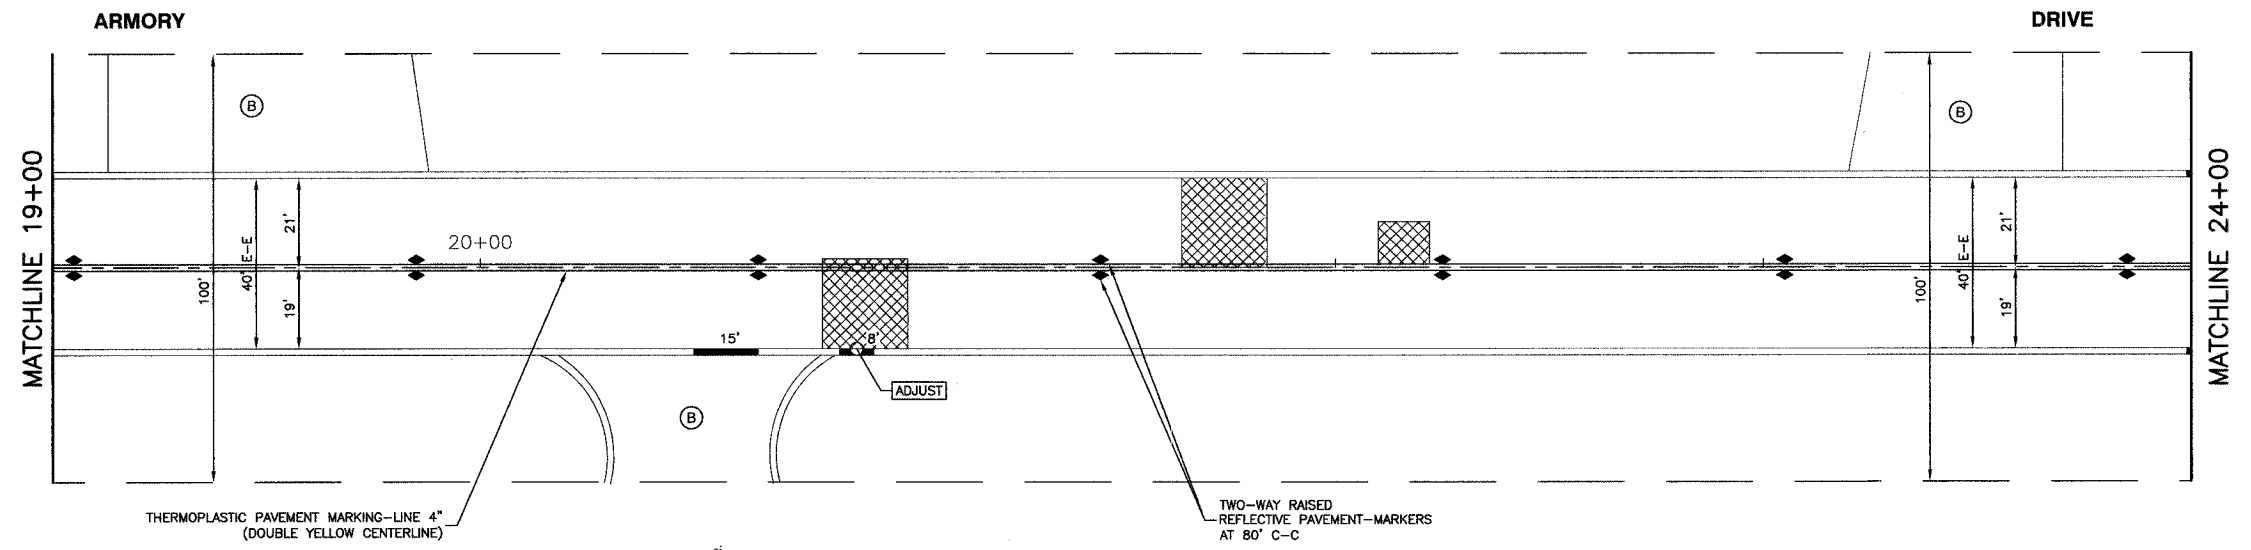 ARMORY
DRIVE
B
B
MATCHLINE 19+00
100'
40' E-E
21'
19'
20+00
15'
8'
ADJUST
B
100'
40' E-E
21'
19'
MATCHLINE 24+00
THERMOPLASTIC PAVEMENT MARKING-LINE 4"
(DOUBLE YELLOW CENTERLINE)
TWO-WAY RAISED
REFLECTIVE PAVEMENT-MARKERS
AT 80' C-C